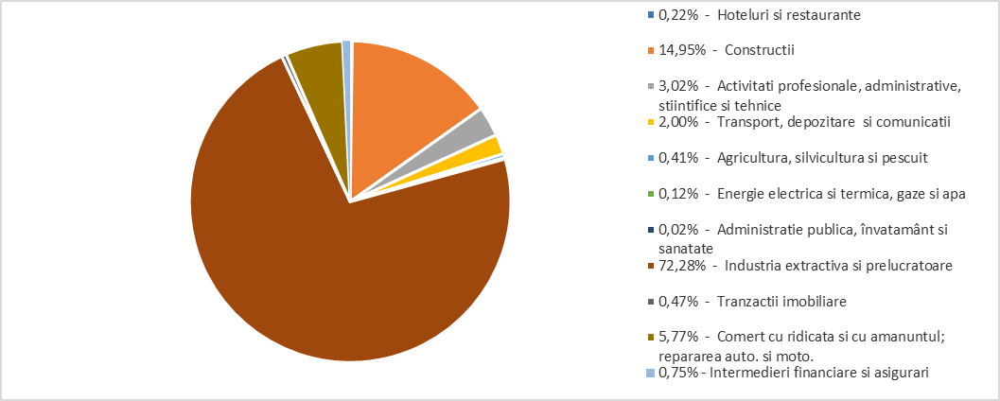 0,22% - Hoteluri si restaurante
14,95% - Constructii
3,02% - Activitati profesionale, administrative,
stiintifice si tehnice
2,00% - Transport, depozitare si comunicatii
0,41% - Agricultura, silvicultura si pescuit
0,12% - Energie electrica si termica, gaze si apa
0,02% - Administratie publica, învatamânt si
sanatate
72,28% - Industria extractiva si prelucratoare
0,47% - Tranzactii imobiliare
5,77% - Comert cu ridicata si cu amanuntul;
repararea auto. si moto.
0,75% - Intermedieri financiare si asigurari